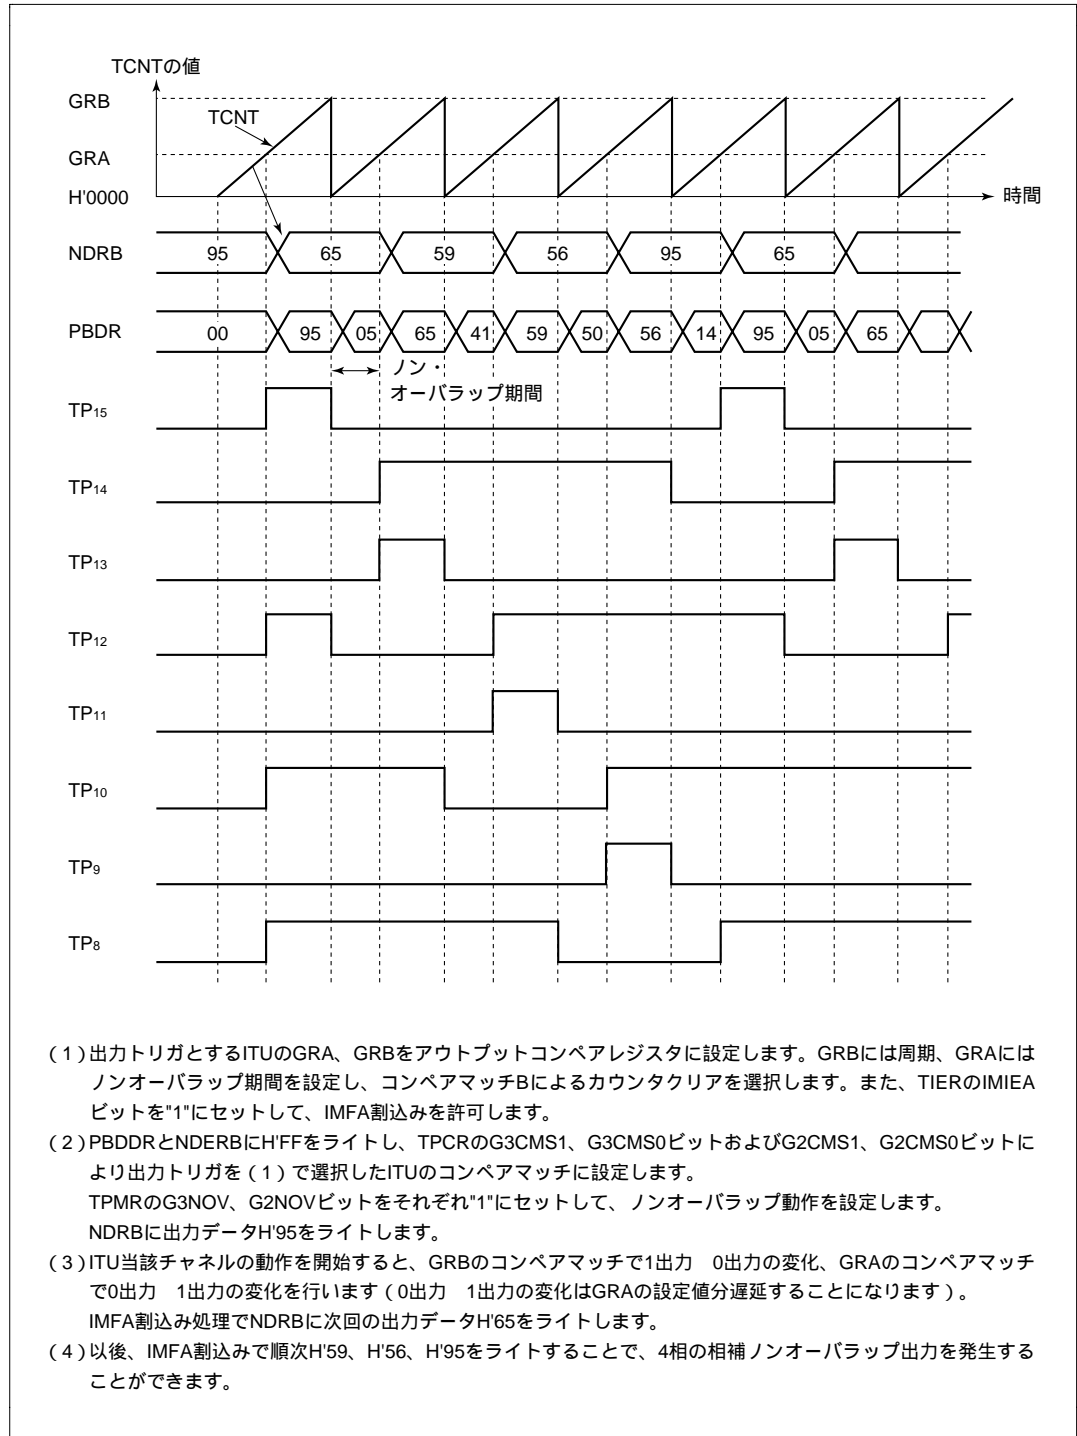 TCNTの値
GRB
TCNT
GRA
H'0000
時間
NDRB
95
65
59
56
95
65
PBDR
00
95
05
65
41
59
50
56
14
95
05
65
ノン・
オーバラップ期間
TP15
TP14
TP13
TP12
TP11
TP10
TP9
TP8
(1)出力トリガとするITUのGRA、GRBをアウトプットコンペアレジスタに設定します。GRBには周期、GRAには
ノンオーバラップ期間を設定し、コンペアマッチBによるカウンタクリアを選択します。また、TIERのIMIEA
ビットを"1"にセットして、IMFA割込みを許可します。
(2)PBDDRとNDERBにH'FFをライトし、TPCRのG3CMS1、G3CMS0ビットおよびG2CMS1、G2CMS0ビットに
より出力トリガを(1)で選択したITUのコンペアマッチに設定します。
TPMRのG3NOV、G2NOVビットをそれぞれ"1"にセットして、ノンオーバラップ動作を設定します。
NDRBに出力データH'95をライトします。
(3)ITU当該チャネルの動作を開始すると、GRBのコンペアマッチで1出力　0出力の変化、GRAのコンペアマッチ
で0出力　1出力の変化を行います(0出力　1出力の変化はGRAの設定値分遅延することになります)。
IMFA割込み処理でNDRBに次回の出力データH'65をライトします。
(4)以後、IMFA割込みで順次H'59、H'56、H'95をライトすることで、4相の相補ノンオーバラップ出力を発生する
ことができます。